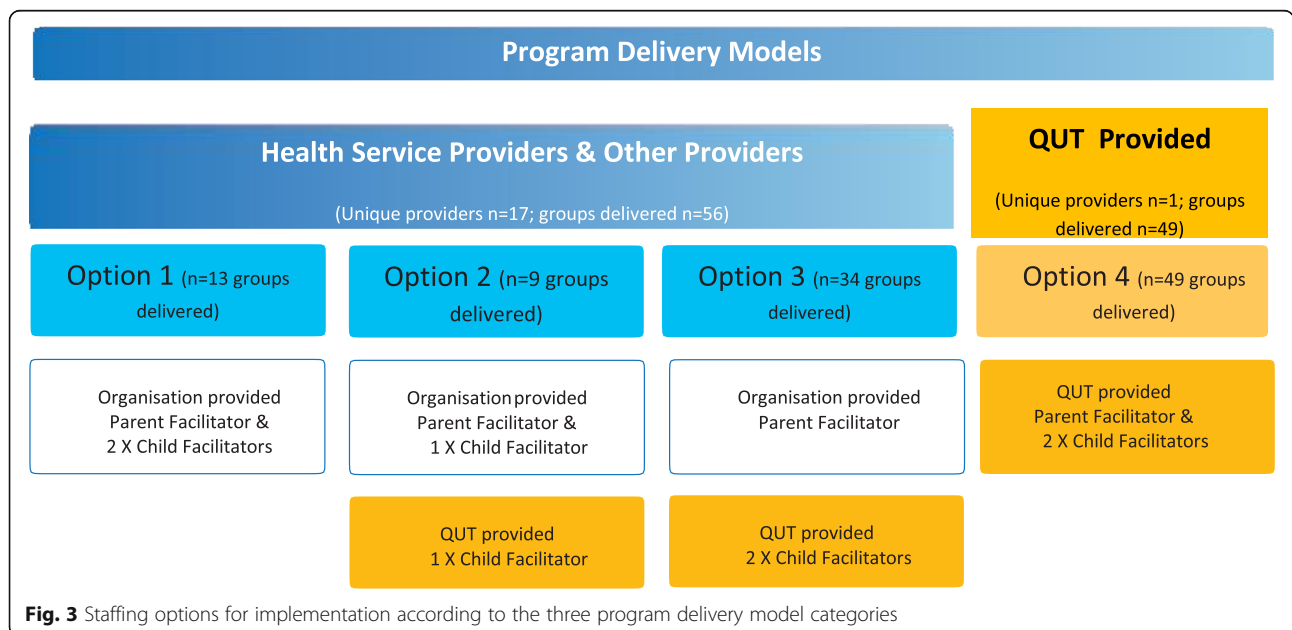 Program Delivery Models
Health Service Providers & Other Providers
(Unique providers n=17; groups delivered n=56)
QUT Provided
(Unique providers n=1; groups
delivered n=49)
Option 1 (n=13 groups
delivered)
Option 2 (n=9 groups
delivered)
Option 3 (n=34 groups
delivered)
Option 4 (n=49 groups
delivered)
Organisation provided
Parent Facilitator &
2 X Child Facilitators
Organisation provided
Parent Facilitator &
1 X Child Facilitator
Organisation provided
Parent Facilitator
QUT provided
Parent Facilitator &
2 X Child Facilitators
QUT provided
1 X Child Facilitator
QUT provided
2 X Child Facilitators
Fig. 3 Staffing options for implementation according to the three program delivery model categories